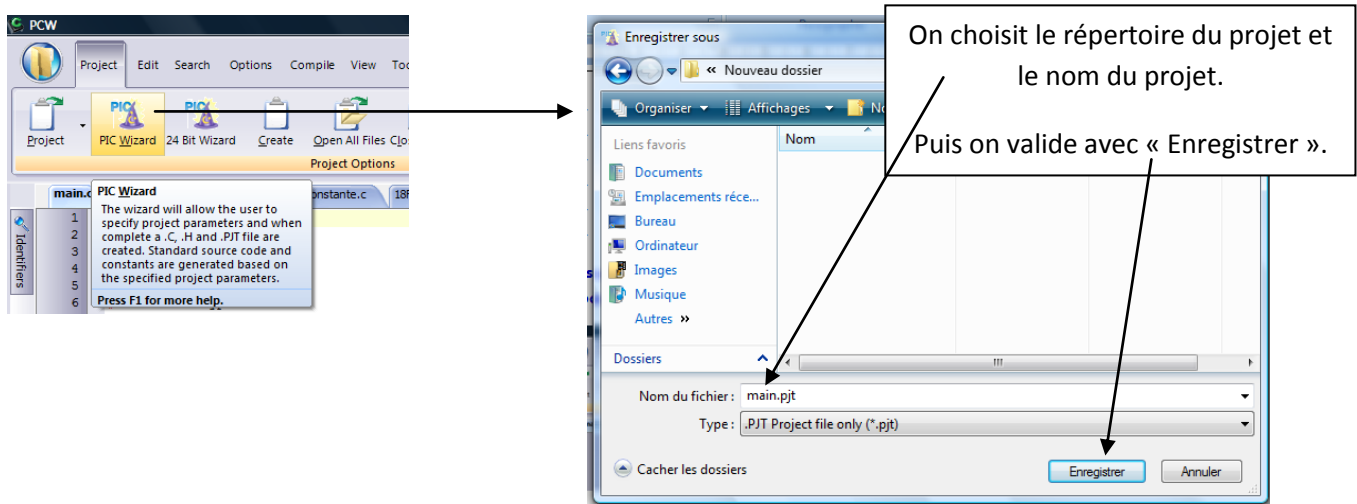 PCW
Project Edit Search Options Compile View
Project PIC Wizard 24 Bit Wizard Create Open All Files
Project Options
PIC Wizard
The wizard will allow the user to
specify project parameters and when
complete a .C, .H and .PJT file are
created. Standard source code and
constants are generated based on
the specified project parameters.
Press F1 for more help.
Identifiers
1
2
3
4
5
6
Enregistrer sous
« Nouveau dossier
Organiser Affichages
Liens favoris
Nom
Documents
Emplacements réce...
Bureau
Ordinateur
Images
Musique
Autres »
Dossiers
Nom du fichier : main.pjt
Type : .PJT Project file only (*.pjt)
Cacher les dossiers
Enregistrer Annuler
On choisit le répertoire du projet et
le nom du projet.
Puis on valide avec « Enregistrer ».